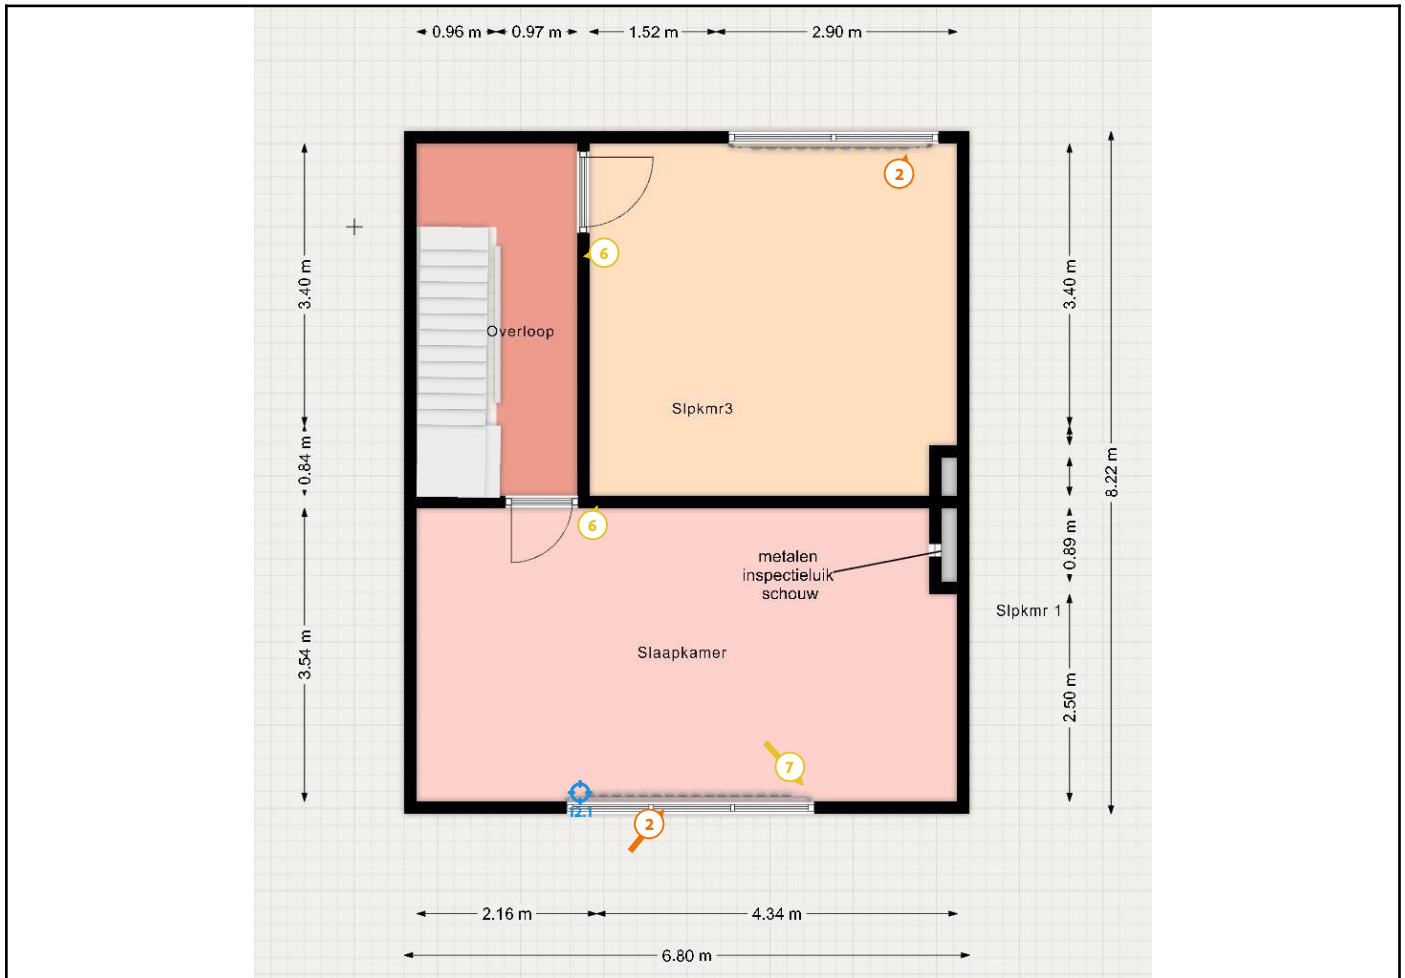 0.96 m
0.97 m
1.52 m
2.90 m
2
6
3.40 m
3.40 m
Overloop
Slpkmr3
0.84 m
8.22 m
6
0.89 m
metalen
inspectieluik
schouw
Slpkmr 1
Slaapkamer
3.54 m
2.50 m
7
12.1
2
2.16 m
4.34 m
6.80 m